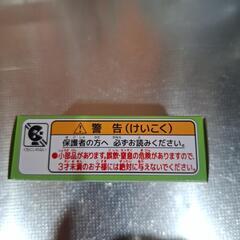 警告(けいこく)
保護者の方へ 必ずお読みください。
●小部品があります。誤飲・窒息の危険がありますので、
3才未満のお子様には絶対に与えないでください。